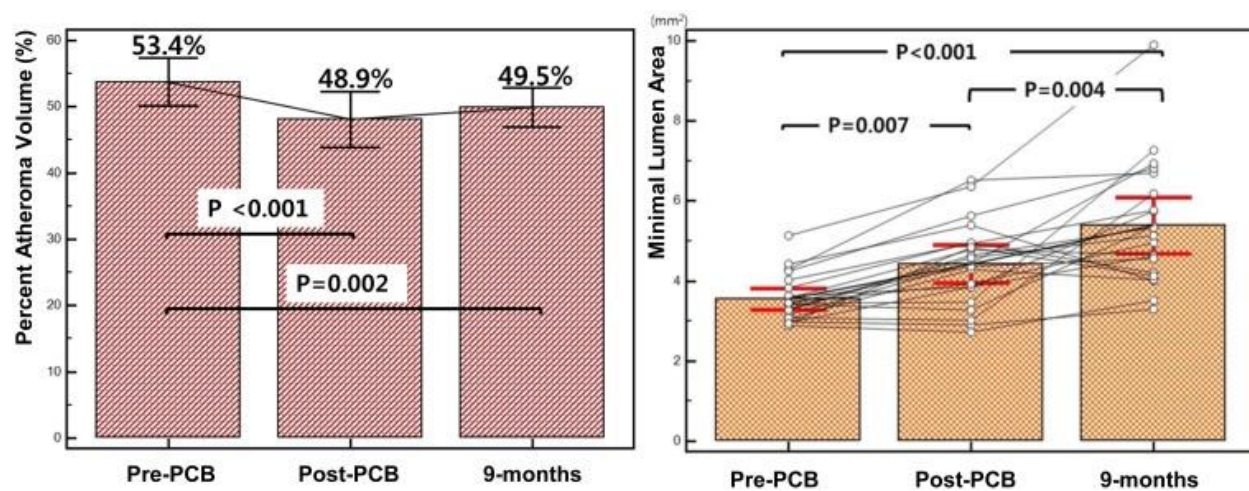 Percent Atheroma Volume (%)
60
50
40
30
20
10
0
53.4%
48.9%
49.5%
P <0.001
P=0.002
Pre-PCB
Post-PCB
9-months
(mm²)
Minimal Lumen Area
10
8
6
4
2
0
P<0.001
P=0.004
P=0.007
Pre-PCB
Post-PCB
9-months